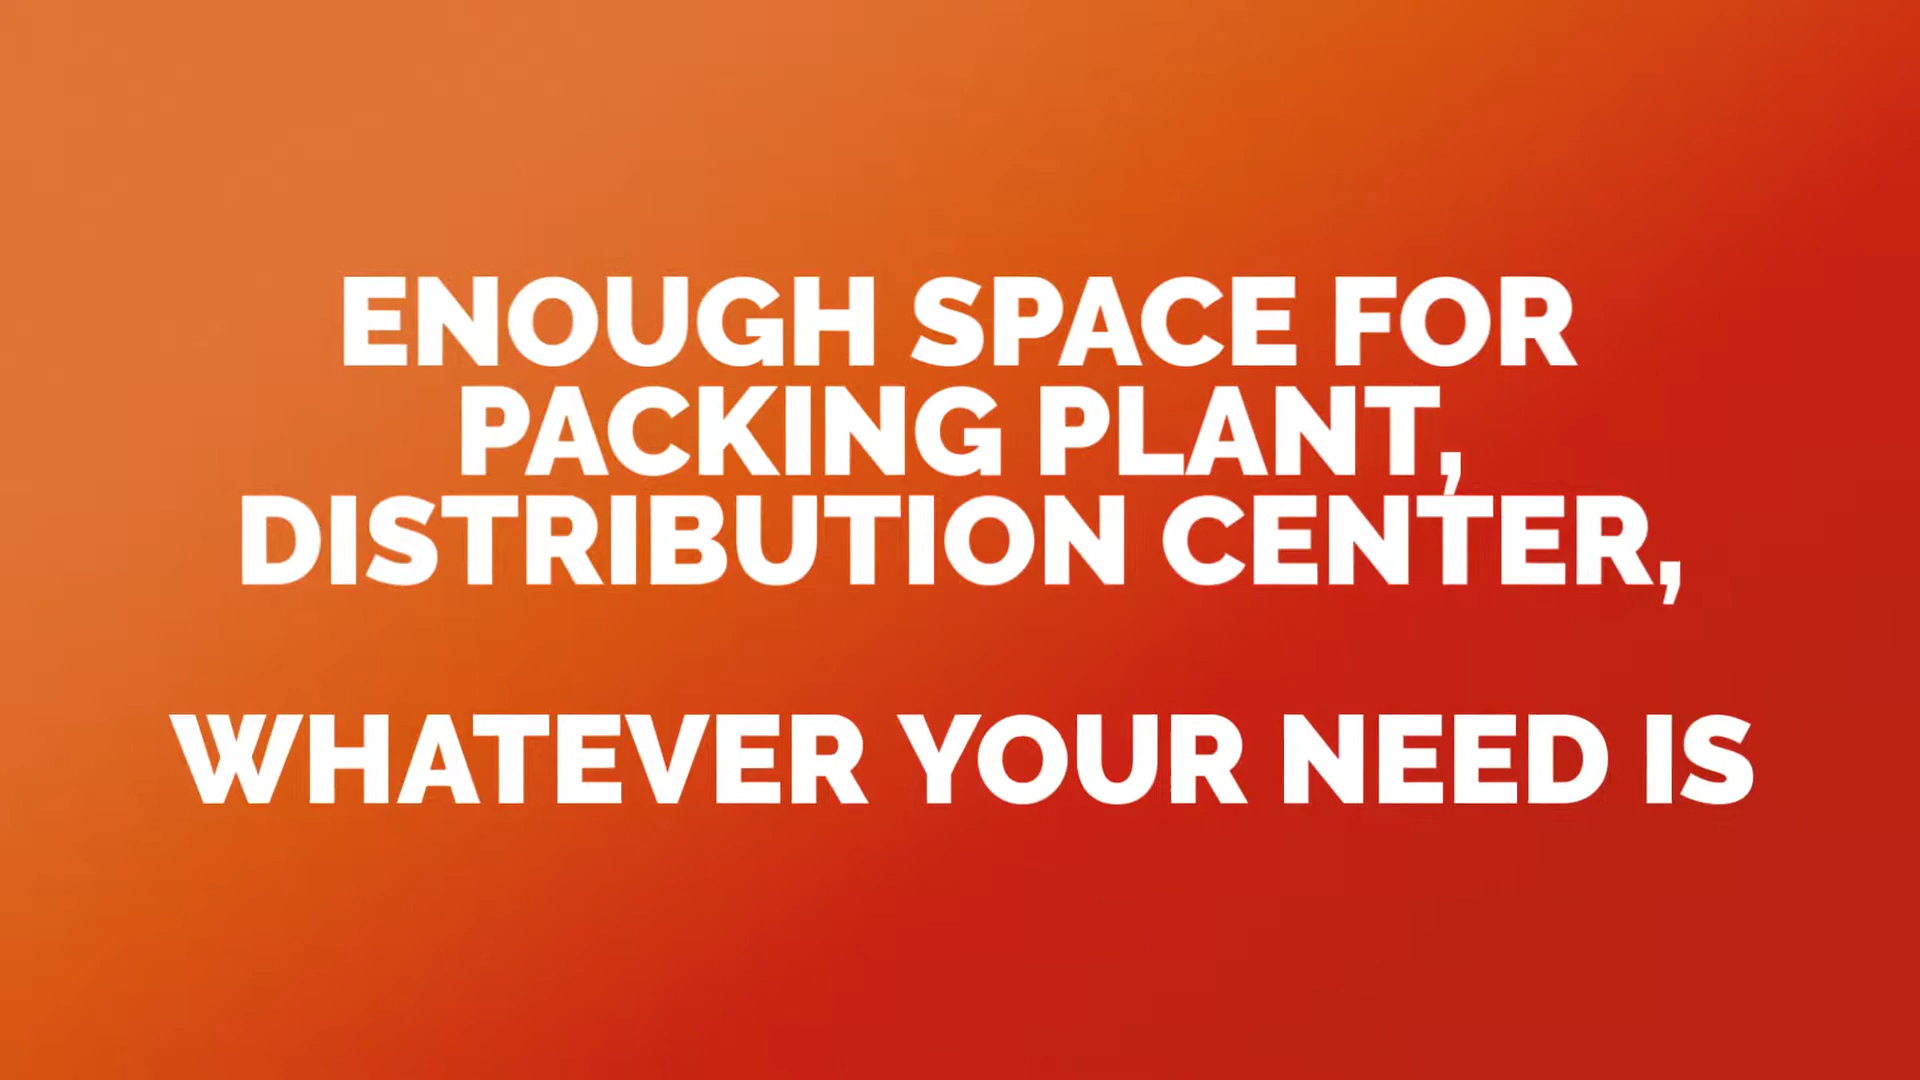 ENOUGH SPACE FOR
PACKING PLANT,
DISTRIBUTION CENTER,
WHATEVER YOUR NEED IS